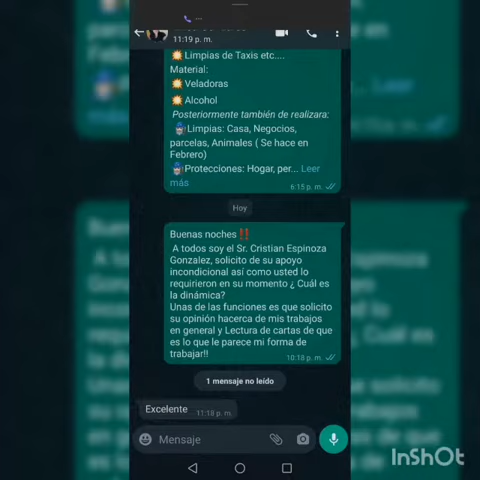 11:19 p. m.
Limpias de Taxis etc....
Material:
Veladoras
Alcohol
Posteriormente también de realizara:
Limpias: Casa, Negocios,
parcelas, Animales ( Se hace en
Febrero)
Protecciones: Hogar, per... Leer
más
6:15 p. m.
Hoy
Buenas noches‼️
A todos soy el Sr. Cristian Espinoza
Gonzalez, solicito de su apoyo
incondicional así como usted lo
requirieron en su momento ¿ Cuál es
la dinámica?
Unas de las funciones es que solicito
su opinión hacerca de mis trabajos
en general y Lectura de cartas de que
es lo que le parece mi forma de
trabajar!!
10:18 p. m.
1 mensaje no leído
Excelente
11:18 p. m.
Mensaje
InShOt